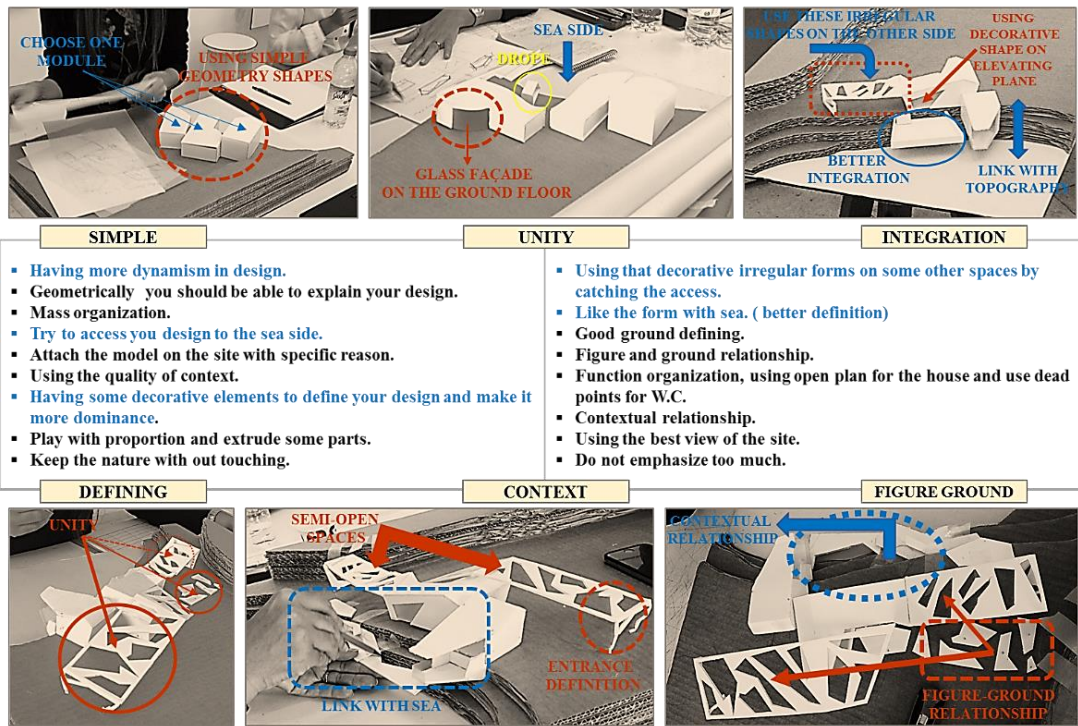 CHOOSE ONE
MODULE
USING SIMPLE
GEOMETRY SHAPES
SEA SIDE
DROPE
GLASS FAÇADE
ON THE GROUND FLOOR
USE THESE IRREGULAR
SHAPES ON THE OTHER SIDE
USING
DECORATIVE
SHAPE ON
ELEVATING
PLANE
BETTER
INTEGRATION
LINK WITH
TOPOGRAPHY
SIMPLE
UNITY
INTEGRATION
▪ Having more dynamism in design.
▪ Geometrically you should be able to explain your design.
▪ Mass organization.
▪ Try to access you design to the sea side.
▪ Attach the model on the site with specific reason.
▪ Using the quality of context.
▪ Having some decorative elements to define your design and make it
more dominance.
▪ Play with proportion and extrude some parts.
▪ Keep the nature with out touching.
▪ Using that decorative irregular forms on some other spaces by
catching the access.
▪ Like the form with sea. ( better definition)
▪ Good ground defining.
▪ Figure and ground relationship.
▪ Function organization, using open plan for the house and use dead
points for W.C.
▪ Contextual relationship.
▪ Using the best view of the site.
▪ Do not emphasize too much.
DEFINING
CONTEXT
FIGURE GROUND
UNITY
SEMI-OPEN
SPACES
ENTRANCE
DEFINITION
LINK WITH SEA
CONTEXTUAL
RELATIONSHIP
FIGURE-GROUND
RELATIONSHIP